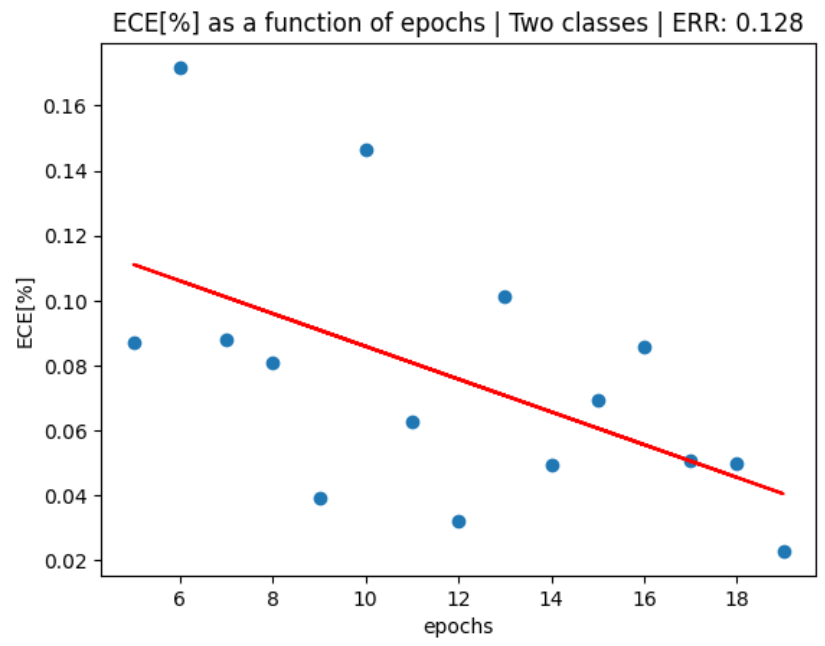 ECE[%] as a function of epochs | Two classes | ERR: 0.128
0.16
0.14
0.12
0.10
0.08
0.06
0.04
0.02
ECE[%]
6 8 10 12 14 16 18
epochs